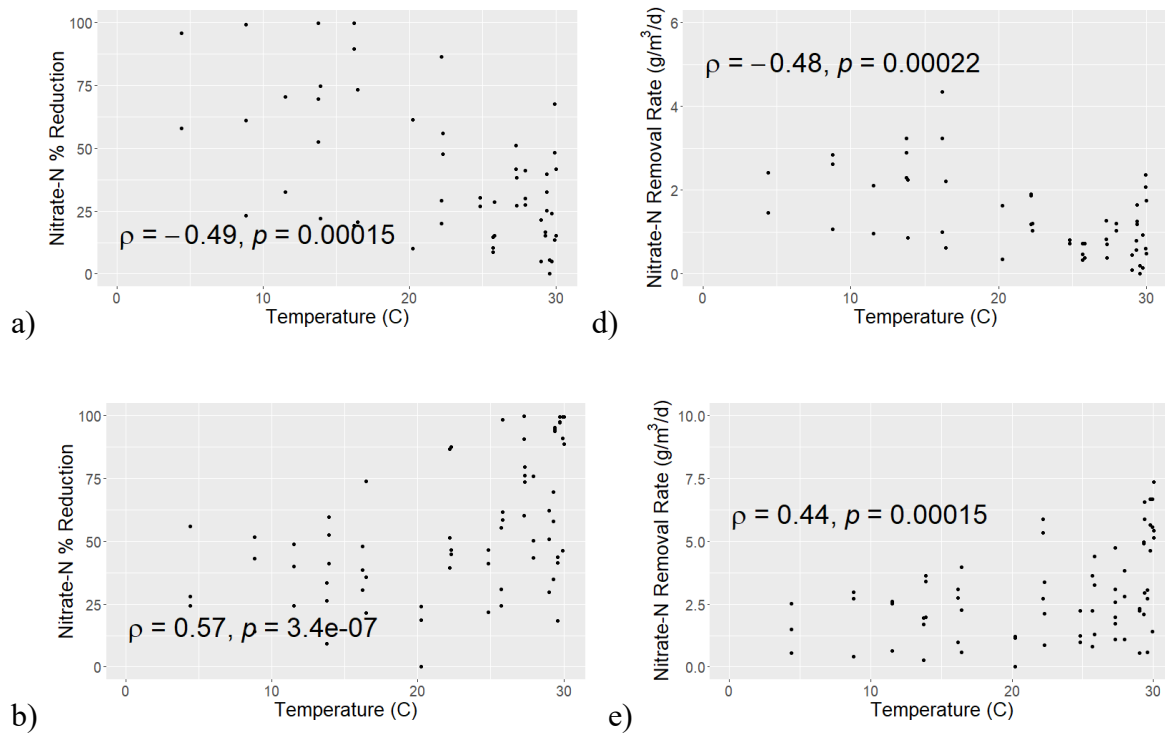 Nitrate-N % Reduction
100
75
50
25
0
ρ = −0.49, p = 0.00015
0 10 20 30
Temperature (C)
a)
Nitrate-N Removal Rate (g/m³/d)
6
4
2
0
ρ = −0.48, p = 0.00022
0 10 20 30
Temperature (C)
d)
Nitrate-N % Reduction
100
75
50
25
0
ρ = 0.57, p = 3.4e-07
0 10 20 30
Temperature (C)
b)
Nitrate-N Removal Rate (g/m³/d)
10.0
7.5
5.0
2.5
0.0
ρ = 0.44, p = 0.00015
0 10 20 30
Temperature (C)
e)